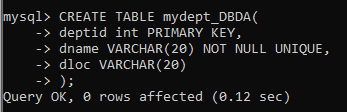 mysql> CREATE TABLE mydept_DBDA(
    -> deptid int PRIMARY KEY,
    -> dname VARCHAR(20) NOT NULL UNIQUE,
    -> dloc VARCHAR(20)
    -> );
Query OK, 0 rows affected (0.12 sec)